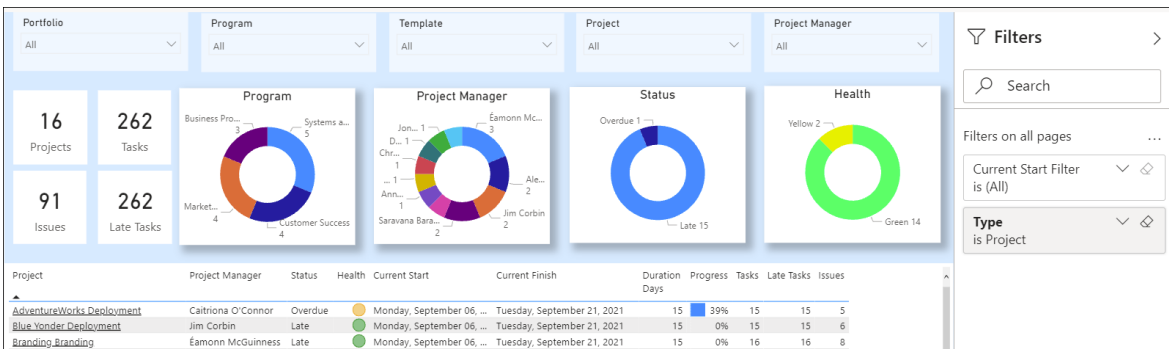 Portfolio
All
Program
All
Template
All
Project
All
Project Manager
All
16
Projects
262
Tasks
91
Issues
262
Late Tasks
Program
Business Pro...
3
Systems a...
5
Market...
4
Customer Success
4
Project Manager
Jon... 1
D... 1
Chr...
1
... 1
Ann...
1
Saravana Bara...
2
Éamonn Mc...
3
Ale...
2
Jim Corbin
2
Status
Overdue 1
Late 15
Health
Yellow 2
Green 14
Project Project Manager Status Health Current Start Current Finish Duration Days Progress Tasks Late Tasks Issues
AdventureWorks Deployment Caitriona O'Connor Overdue Monday, September 06, ... Tuesday, September 21, 2021 15 39% 15 15 5
Blue Yonder Deployment Jim Corbin Late Monday, September 06, ... Tuesday, September 21, 2021 15 0% 15 15 6
Branding Branding Éamonn McGuinness Late Monday, September 06, ... Tuesday, September 21, 2021 15 0% 16 16 8
Filters
Search
Filters on all pages
...
Current Start Filter
is (All)
Type
is Project